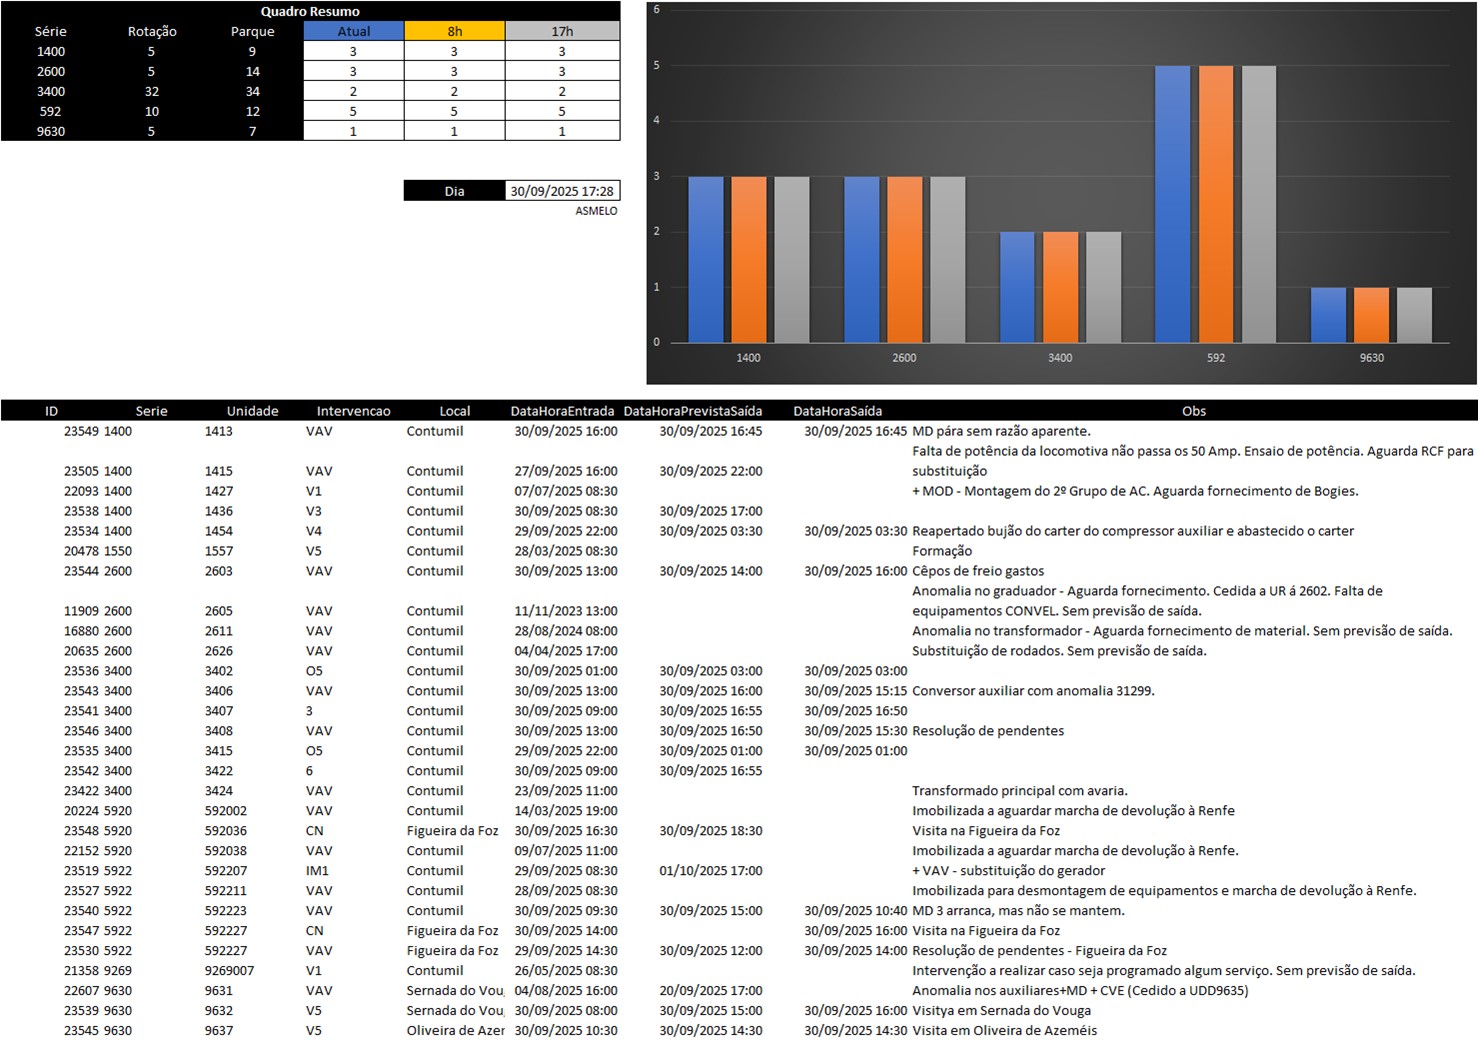 Quadro Resumo
Série Rotação Parque Atual 8h 17h
1400 5 9 3 3 3
2600 5 14 3 3 3
3400 32 34 2 2 2
592 10 12 5 5 5
9630 5 7 1 1 1
Dia 30/09/2025 17:28
ASMELO
6
5
4
3
2
1
0
1400 2600 3400 592 9630
ID Serie Unidade Intervencao Local DataHoraEntrada DataHoraPrevistaSaída DataHoraSaída Obs
23549 1400 1413 VAV Contumil 30/09/2025 16:00 30/09/2025 16:45 30/09/2025 16:45 MD pára sem razão aparente.
Falta de potência da locomotiva não passa os 50 Amp. Ensaio de potência. Aguarda RCF para
23505 1400 1415 VAV Contumil 27/09/2025 16:00 30/09/2025 22:00 substituição
22093 1400 1427 V1 Contumil 07/07/2025 08:30 + MOD - Montagem do 2º Grupo de AC. Aguarda fornecimento de Bogies.
23538 1400 1436 V3 Contumil 30/09/2025 08:30 30/09/2025 17:00
23534 1400 1454 V4 Contumil 29/09/2025 22:00 30/09/2025 03:30 30/09/2025 03:30 Reapertado bujão do carter do compressor auxiliar e abastecido o carter
20478 1550 1557 V5 Contumil 28/03/2025 08:30 Formação
23544 2600 2603 VAV Contumil 30/09/2025 13:00 30/09/2025 14:00 30/09/2025 16:00 Cêpos de freio gastos
Anomalia no graduador - Aguarda fornecimento. Cedida a UR á 2602. Falta de
11909 2600 2605 VAV Contumil 11/11/2023 13:00 equipamentos CONVEL. Sem previsão de saída.
16880 2600 2611 VAV Contumil 28/08/2024 08:00 Anomalia no transformador - Aguarda fornecimento de material. Sem previsão de saída.
20635 2600 2626 VAV Contumil 04/04/2025 17:00 Substituição de rodados. Sem previsão de saída.
23536 3400 3402 O5 Contumil 30/09/2025 01:00 30/09/2025 03:00 30/09/2025 03:00
23543 3400 3406 VAV Contumil 30/09/2025 13:00 30/09/2025 16:00 30/09/2025 15:15 Conversor auxiliar com anomalia 31299.
23541 3400 3407 3 Contumil 30/09/2025 09:00 30/09/2025 16:55 30/09/2025 16:50
23546 3400 3408 VAV Contumil 30/09/2025 13:00 30/09/2025 16:50 30/09/2025 15:30 Resolução de pendentes
23535 3400 3415 O5 Contumil 29/09/2025 22:00 30/09/2025 01:00 30/09/2025 01:00
23542 3400 3422 6 Contumil 30/09/2025 09:00 30/09/2025 16:55
23422 3400 3424 VAV Contumil 23/09/2025 11:00 Transformado principal com avaria.
20224 5920 592002 VAV Contumil 14/03/2025 19:00 Imobilizada a aguardar marcha de devolução à Renfe
23548 5920 592036 CN Figueira da Foz 30/09/2025 16:30 30/09/2025 18:30 Visita na Figueira da Foz
22152 5920 592038 VAV Contumil 09/07/2025 11:00 Imobilizada a aguardar marcha de devolução à Renfe.
23519 5922 592207 IM1 Contumil 29/09/2025 08:30 01/10/2025 17:00 + VAV - substituição do gerador
23527 5922 592211 VAV Contumil 28/09/2025 08:30 Imobilizada para desmontagem de equipamentos e marcha de devolução à Renfe.
23540 5922 592223 VAV Contumil 30/09/2025 09:30 30/09/2025 15:00 30/09/2025 10:40 MD 3 arranca, mas não se mantem.
23547 5922 592227 CN Figueira da Foz 30/09/2025 14:00 30/09/2025 16:00 Visita na Figueira da Foz
23530 5922 592227 VAV Figueira da Foz 29/09/2025 14:30 30/09/2025 12:00 30/09/2025 14:00 Resolução de pendentes - Figueira da Foz
21358 9269 9269007 V1 Contumil 26/05/2025 08:30 Intervenção a realizar caso seja programado algum serviço. Sem previsão de saída.
22607 9630 9631 VAV Sernada do Vou 04/08/2025 16:00 20/09/2025 17:00 Anomalia nos auxiliares+MD + CVE (Cedido a UDD9635)
23539 9630 9632 V5 Sernada do Vou 30/09/2025 08:00 30/09/2025 15:00 30/09/2025 16:00 Visitya em Sernada do Vouga
23545 9630 9637 V5 Oliveira de Azer 30/09/2025 10:30 30/09/2025 14:30 30/09/2025 14:30 Visita em Oliveira de Azeméis